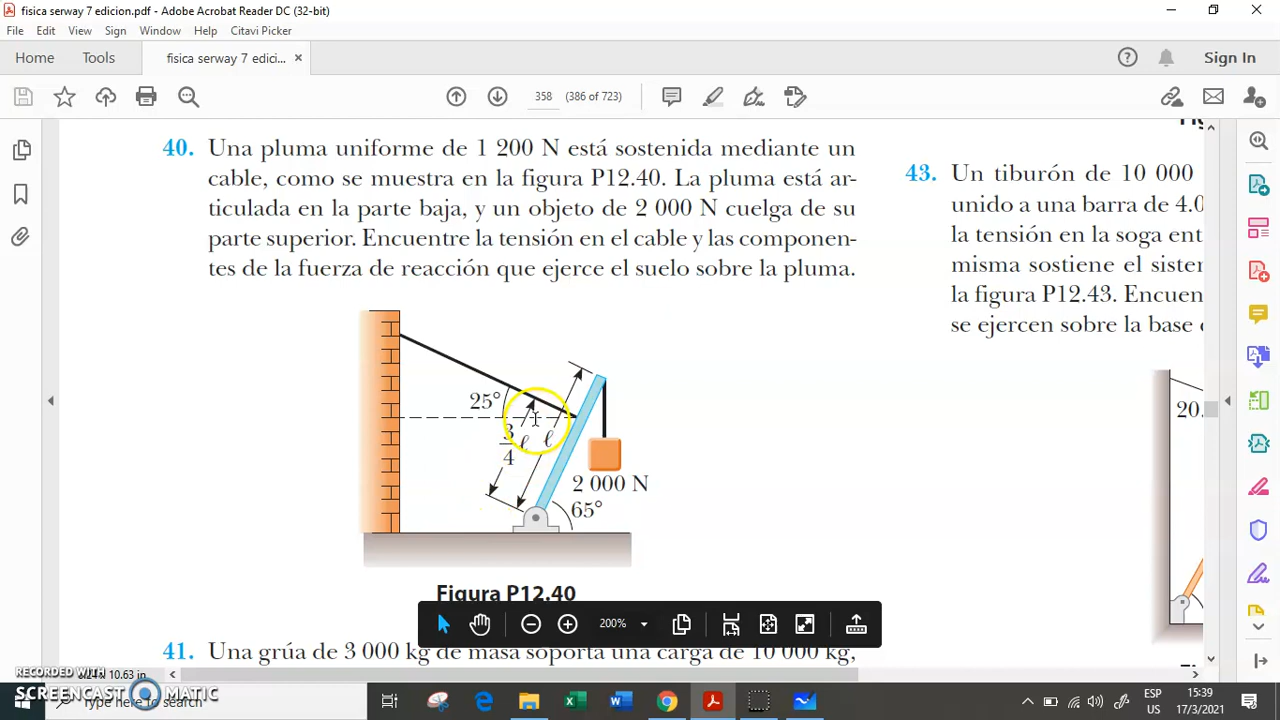 fisica serway 7 edicion.pdf - Adobe Acrobat Reader DC (32-bit)
File Edit View Sign Window Help Citavi Picker
Home Tools fisica serway 7 edici... × Sign In
358 (386 of 723)
40. Una pluma uniforme de 1 200 N está sostenida mediante un
cable, como se muestra en la figura P12.40. La pluma está ar-
ticulada en la parte baja, y un objeto de 2 000 N cuelga de su
parte superior. Encuentre la tensión en el cable y las componen-
tes de la fuerza de reacción que ejerce el suelo sobre la pluma.
25°
3/4 ℓ ℓ
2 000 N
65°
Figura P12.40
41. Una grúa de 3 000 kg de masa soporta una carga de 10 000 kg,
43. Un tiburón de 10 000
unido a una barra de 4.0
la tensión en la soga ent
misma sostiene el sister
la figura P12.43. Encuen
se ejercen sobre la base
20.
200%
RECORDED WITH
SCREENCAST MATIC
Type here to search
ESP
US
15:39
17/3/2021